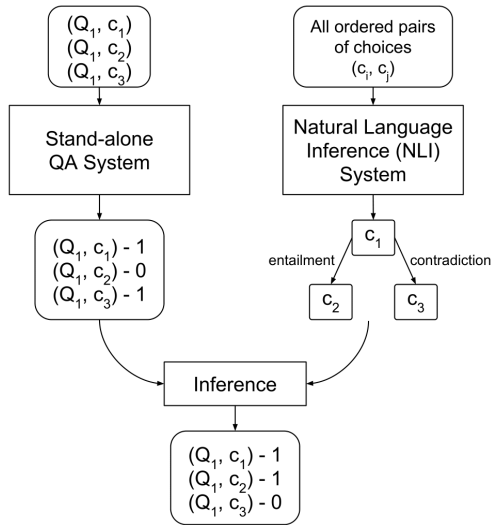 (Q₁, c₁)
(Q₁, c₂)
(Q₁, c₃)
All ordered pairs
of choices
(cᵢ, cⱼ)
Stand-alone
QA System
Natural Language
Inference (NLI)
System
(Q₁, c₁) - 1
(Q₁, c₂) - 0
(Q₁, c₃) - 1
c₁
entailment
contradiction
c₂
c₃
Inference
(Q₁, c₁) - 1
(Q₁, c₂) - 1
(Q₁, c₃) - 0